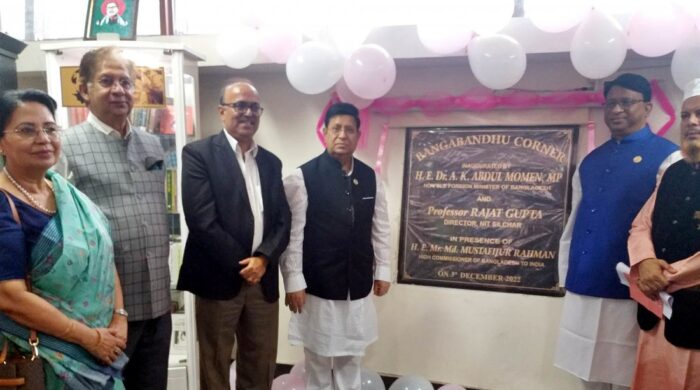 BANGABANDHU CORNER
INAUGURATED BY
H. E. Dr. A. K. ABDUL MOMEN, MP
HON'BLE FOREIGN MINISTER OF BANGLADESH
AND
Professor RAJAT GUPTA
DIRECTOR, NIT SILCHAR
IN PRESENCE OF
H. E. Mr. Md. MUSTAFIJUR RAHMAN
HIGH COMMISSIONER OF BANGLADESH TO INDIA
ON 3rd DECEMBER 2022